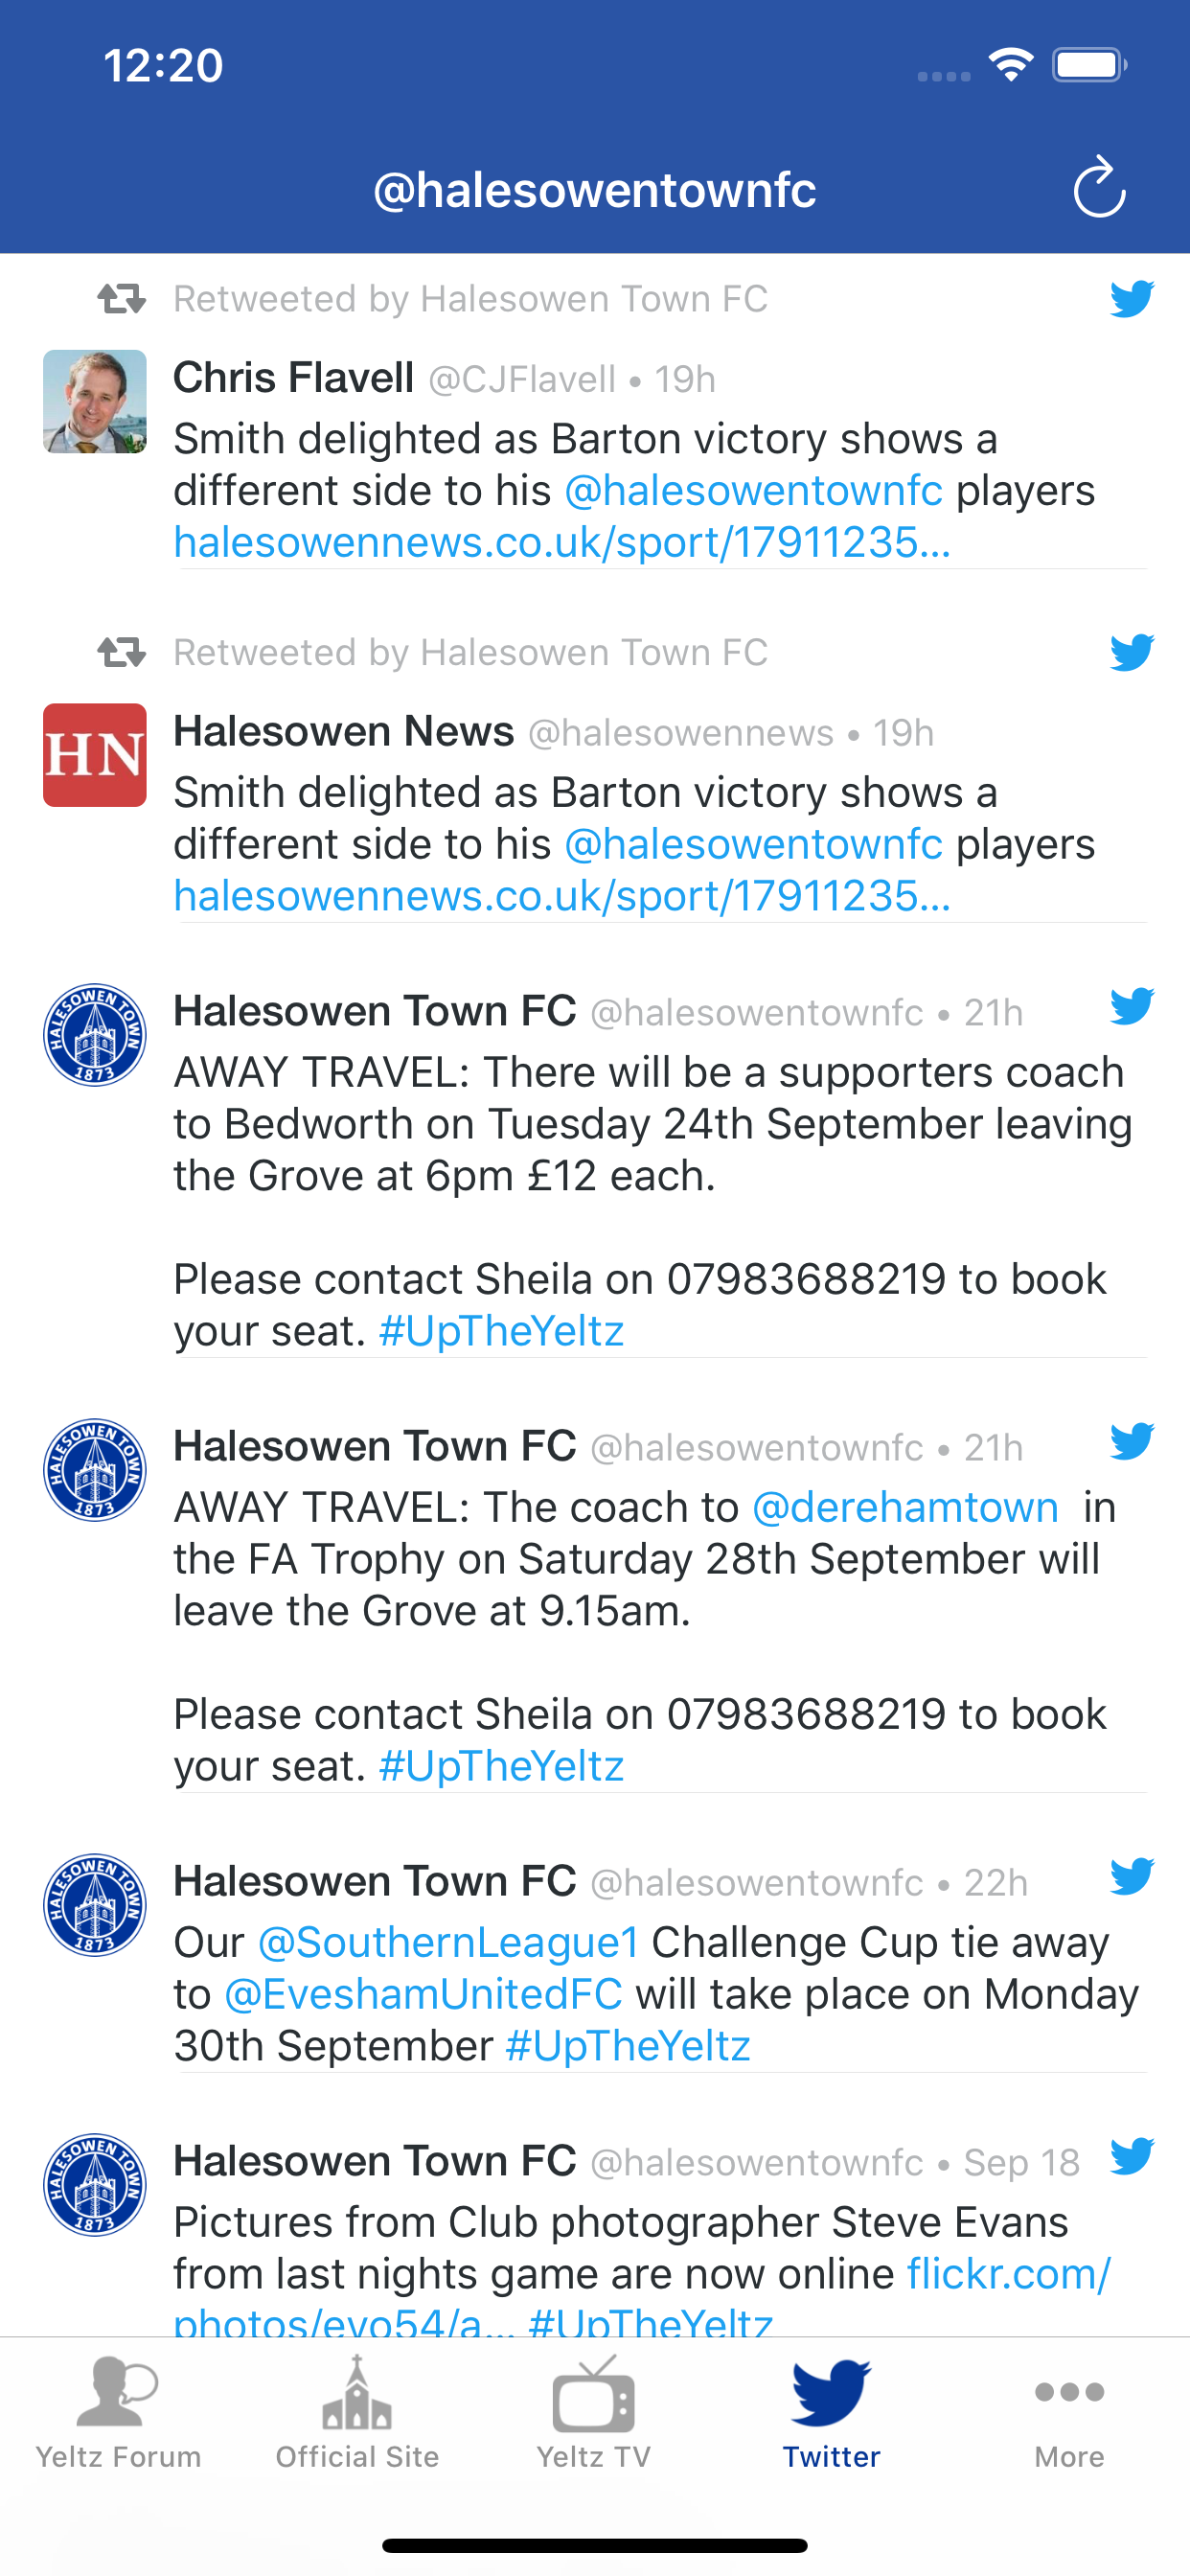 12:20
@halesowentownfc
Retweeted by Halesowen Town FC
Chris Flavell @CJFlavell • 19h
Smith delighted as Barton victory shows a
different side to his @halesowentownfc players
halesowennews.co.uk/sport/17911235...
Retweeted by Halesowen Town FC
HN
Halesowen News @halesowennews • 19h
Smith delighted as Barton victory shows a
different side to his @halesowentownfc players
halesowennews.co.uk/sport/17911235...
HALESOWEN TOWN
1873
Halesowen Town FC @halesowentownfc • 21h
AWAY TRAVEL: There will be a supporters coach
to Bedworth on Tuesday 24th September leaving
the Grove at 6pm £12 each.
Please contact Sheila on 07983688219 to book
your seat. #UpTheYeltz
HALESOWEN TOWN
1873
Halesowen Town FC @halesowentownfc • 21h
AWAY TRAVEL: The coach to @derehamtown  in
the FA Trophy on Saturday 28th September will
leave the Grove at 9.15am.
Please contact Sheila on 07983688219 to book
your seat. #UpTheYeltz
HALESOWEN TOWN
1873
Halesowen Town FC @halesowentownfc • 22h
Our @SouthernLeague1 Challenge Cup tie away
to @EveshamUnitedFC will take place on Monday
30th September #UpTheYeltz
HALESOWEN TOWN
1873
Halesowen Town FC @halesowentownfc • Sep 18
Pictures from Club photographer Steve Evans
from last nights game are now online flickr.com/
photos/evo54/a... #UpTheYeltz
Yeltz Forum
Official Site
Yeltz TV
Twitter
More